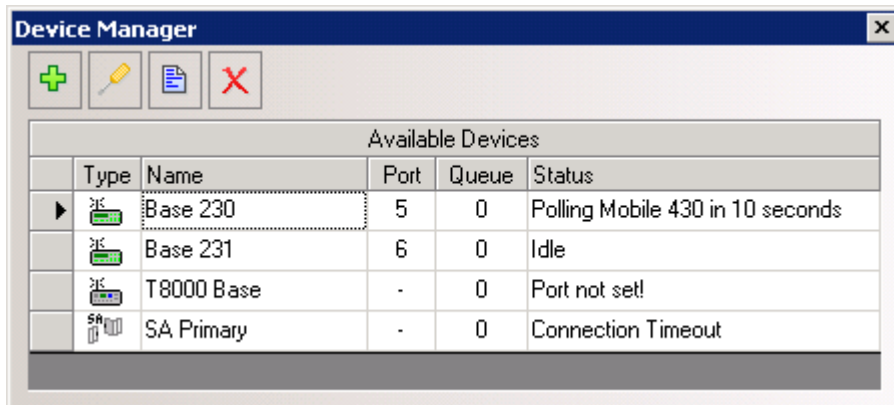 Device Manager
Available Devices
Type Name Port Queue Status
Base 230 5 0 Polling Mobile 430 in 10 seconds
Base 231 6 0 Idle
T8000 Base - 0 Port not set!
SA SA Primary - 0 Connection Timeout